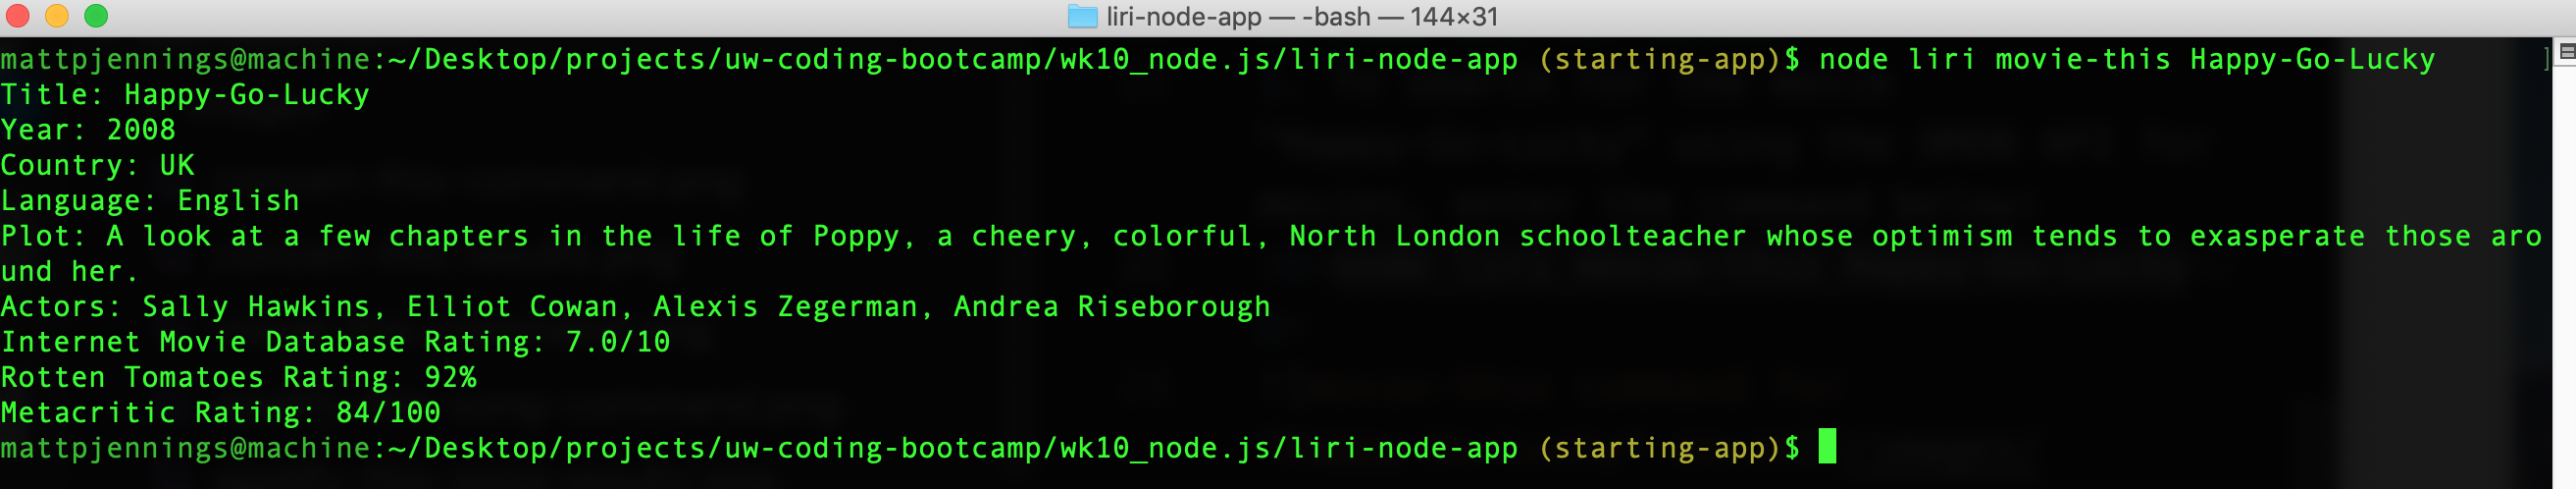 liri-node-app — -bash — 144×31
mattpjennings@machine:~/Desktop/projects/uw-coding-bootcamp/wk10_node.js/liri-node-app (starting-app)$ node liri movie-this Happy-Go-Lucky ]
Title: Happy-Go-Lucky
Year: 2008
Country: UK
Language: English
Plot: A look at a few chapters in the life of Poppy, a cheery, colorful, North London schoolteacher whose optimism tends to exasperate those aro
und her.
Actors: Sally Hawkins, Elliot Cowan, Alexis Zegerman, Andrea Riseborough
Internet Movie Database Rating: 7.0/10
Rotten Tomatoes Rating: 92%
Metacritic Rating: 84/100
mattpjennings@machine:~/Desktop/projects/uw-coding-bootcamp/wk10_node.js/liri-node-app (starting-app)$